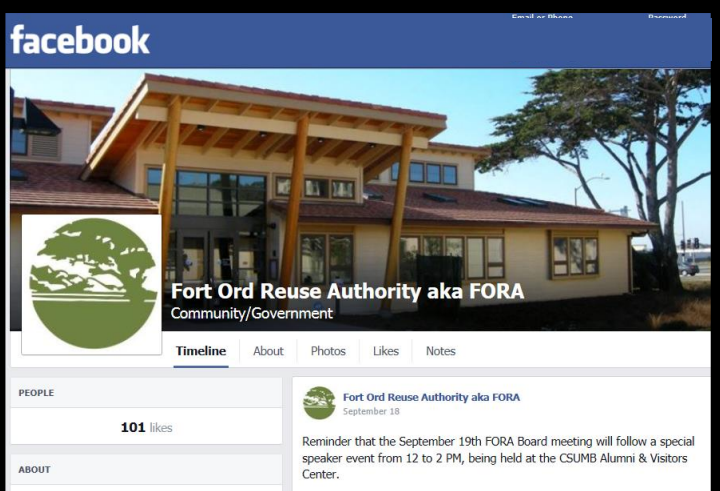 Email or Phone Password
facebook
Fort Ord Reuse Authority aka FORA
Community/Government
Timeline About Photos Likes Notes
PEOPLE
101 likes
ABOUT
Fort Ord Reuse Authority aka FORA
September 18
Reminder that the September 19th FORA Board meeting will follow a special
speaker event from 12 to 2 PM, being held at the CSUMB Alumni & Visitors
Center.